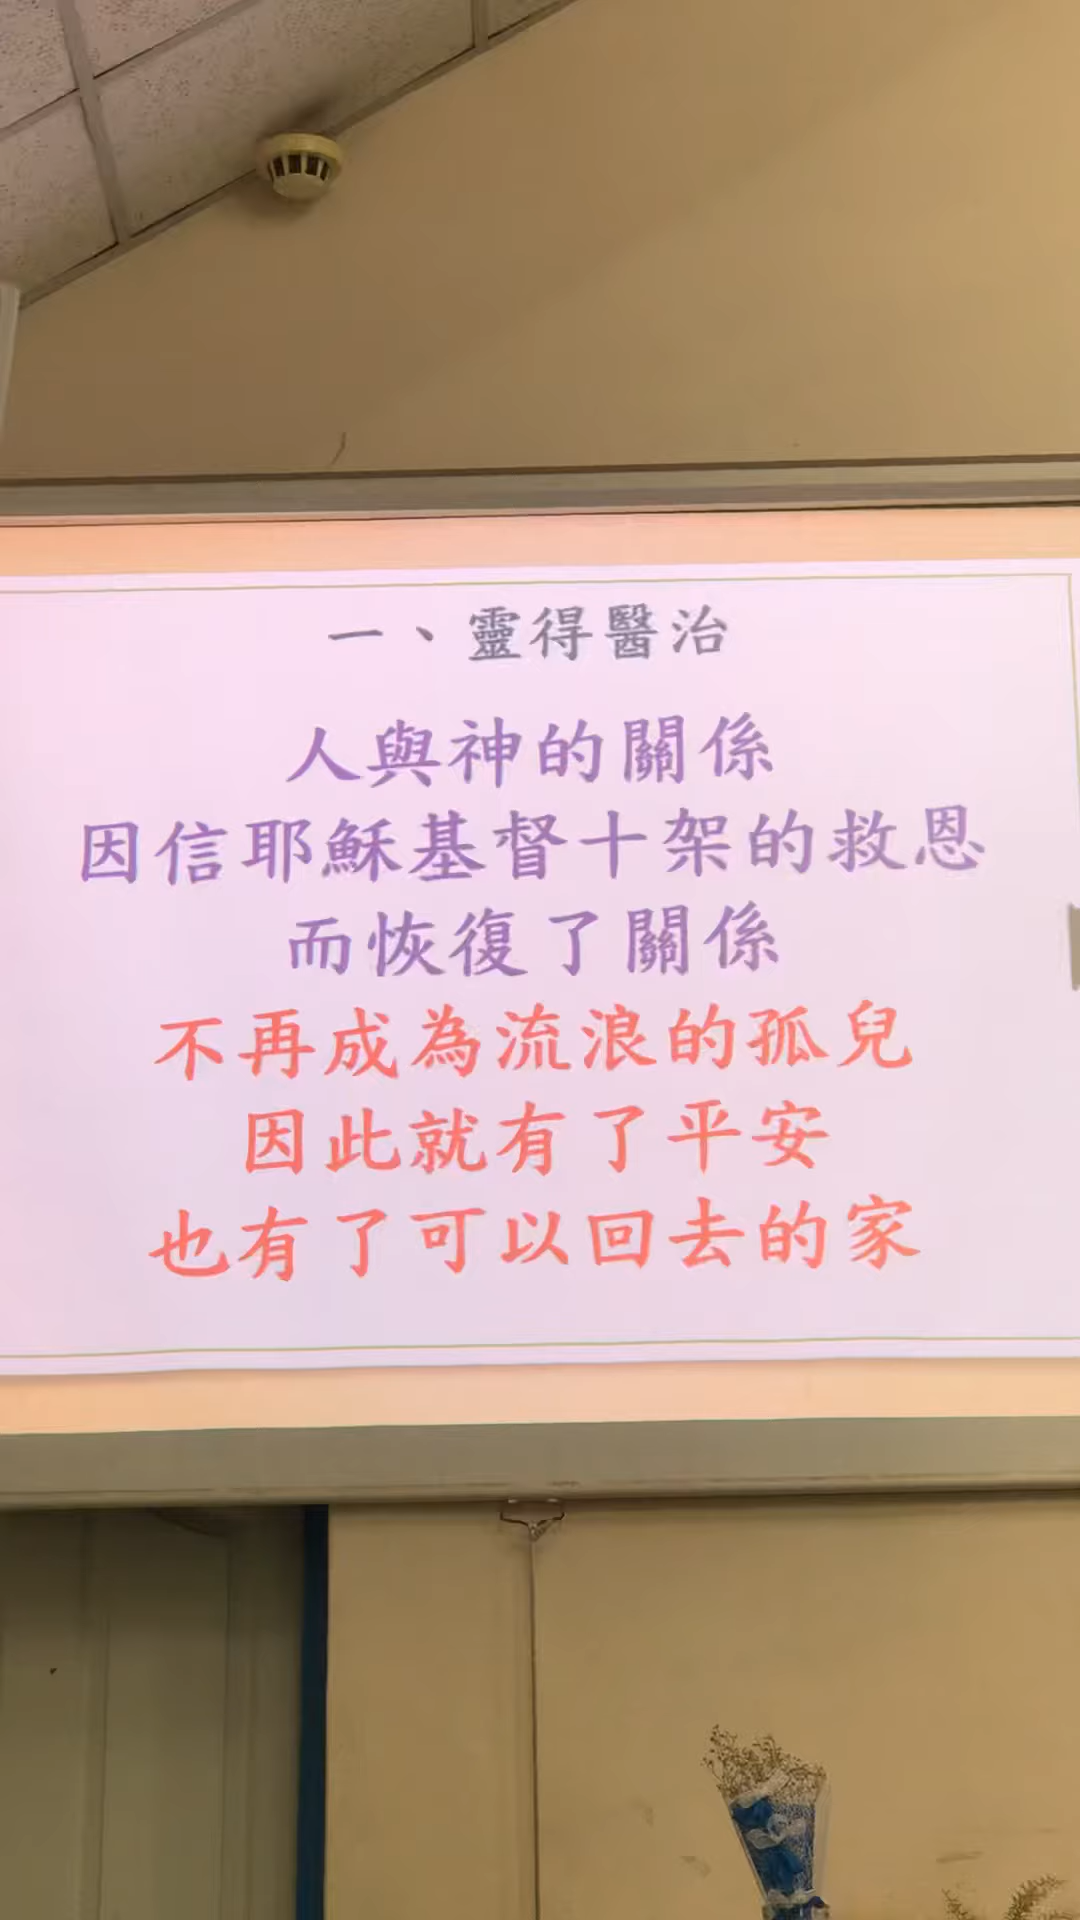 一、靈得醫治
人與神的關係
因信耶穌基督十架的救恩
而恢復了關係
不再成為流浪的孤兒
因此就有了平安
也有了可以回去的家